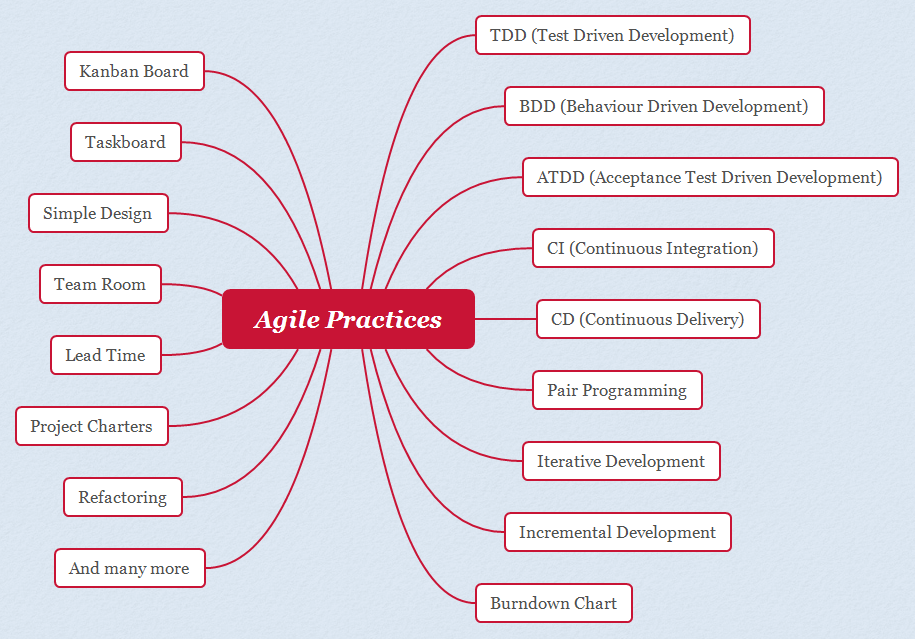 Agile Practices
TDD (Test Driven Development)
BDD (Behaviour Driven Development)
ATDD (Acceptance Test Driven Development)
CI (Continuous Integration)
CD (Continuous Delivery)
Pair Programming
Iterative Development
Incremental Development
Burndown Chart
Kanban Board
Taskboard
Simple Design
Team Room
Lead Time
Project Charters
Refactoring
And many more